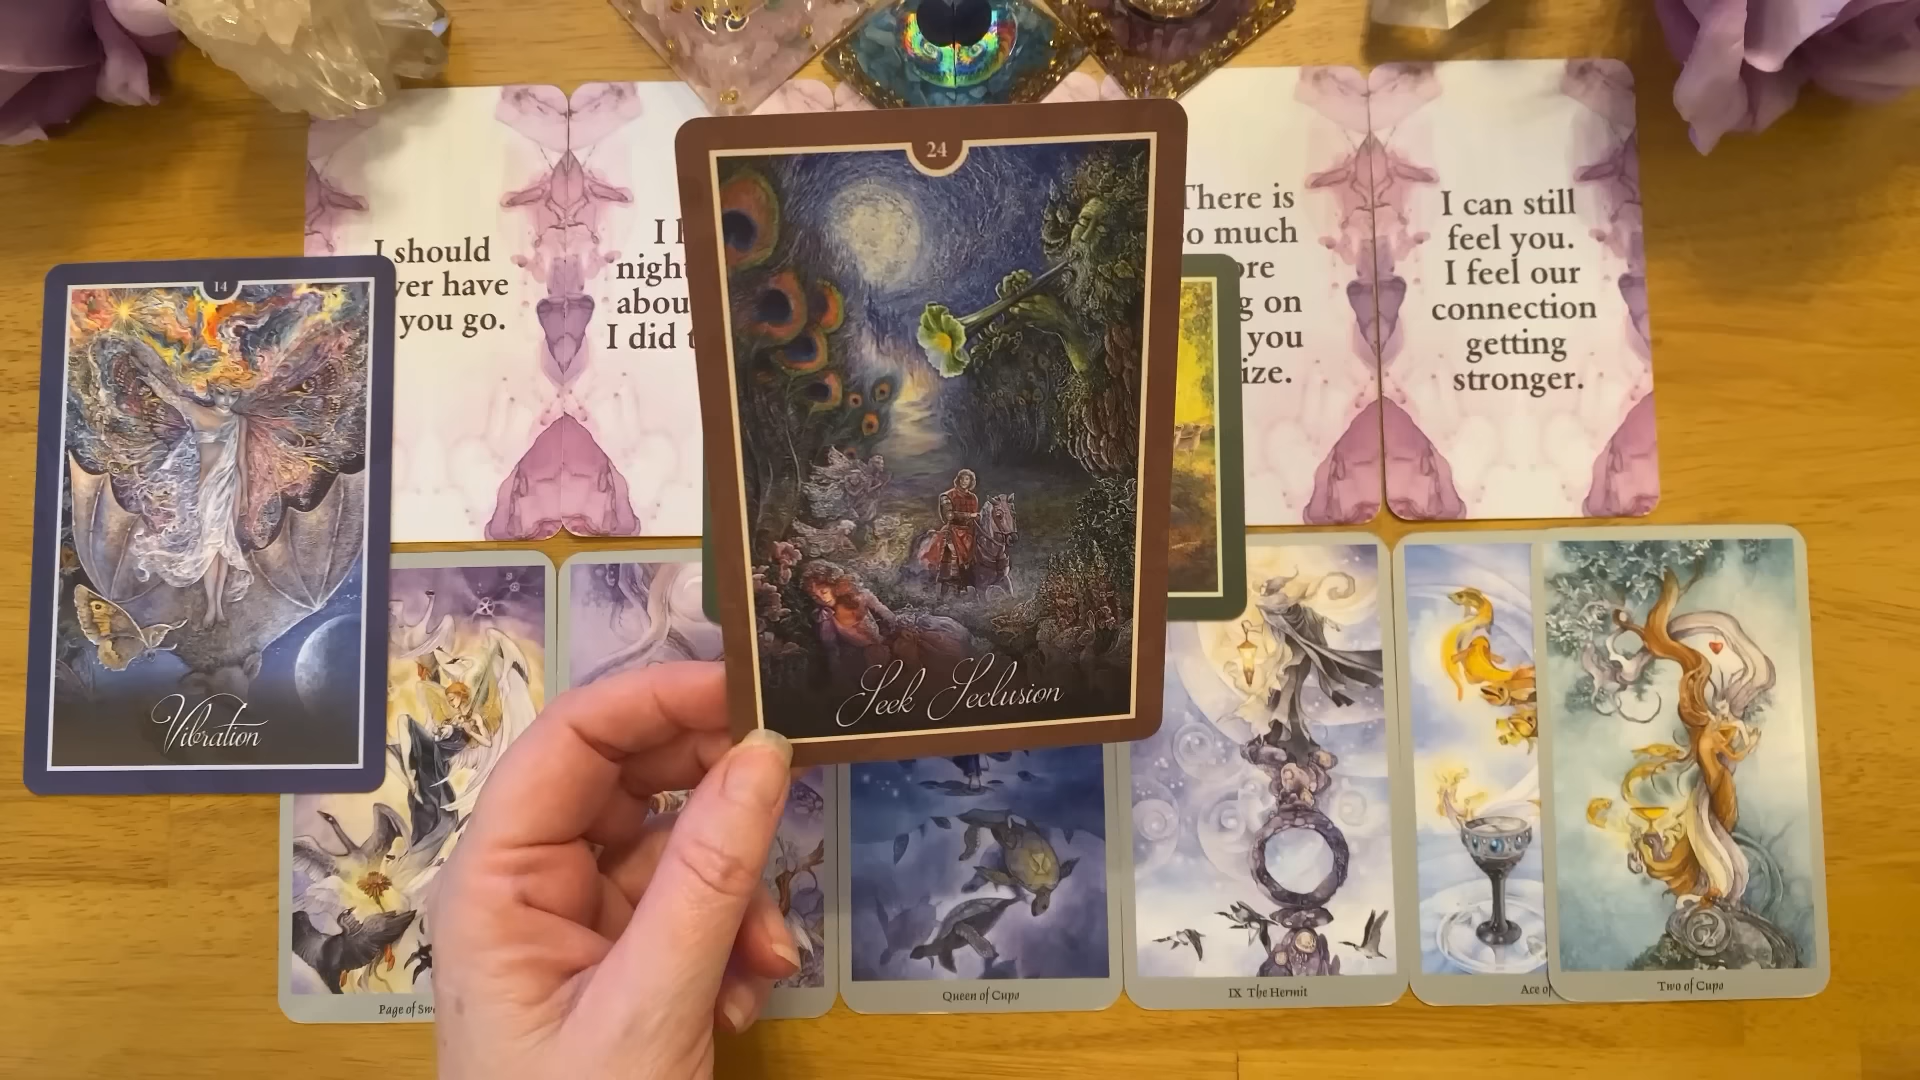 14
Vibration
I should
ver have
you go.
I
nigh
abou
I did
24
Seek Seclusion
There is
o much
ore
g on
you
ize.
I can still
feel you.
I feel our
connection
getting
stronger.
Page of Sw
Queen of Cups
IX The Hermit
Ace of
Two of Cups